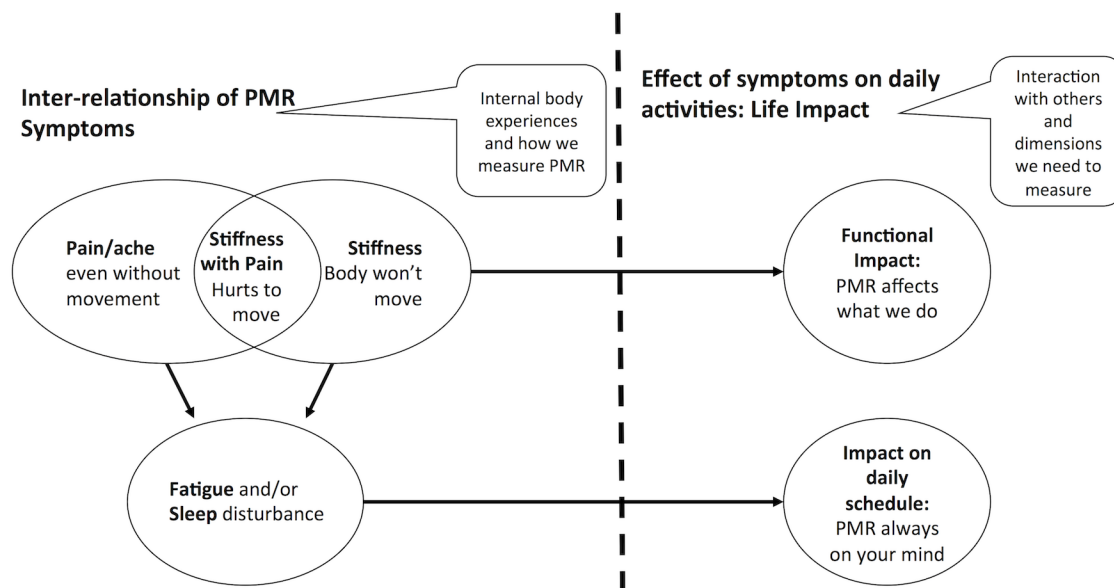 Inter-relationship of PMR
Symptoms
Internal body
experiences
and how we
measure PMR
Effect of symptoms on daily
activities: Life Impact
Interaction
with others
and
dimensions
we need to
measure
Pain/ache
even without
movement
Stiffness
with Pain
Hurts to
move
Stiffness
Body won't
move
Functional
Impact:
PMR affects
what we do
Fatigue and/or
Sleep disturbance
Impact on
daily
schedule:
PMR always
on your mind